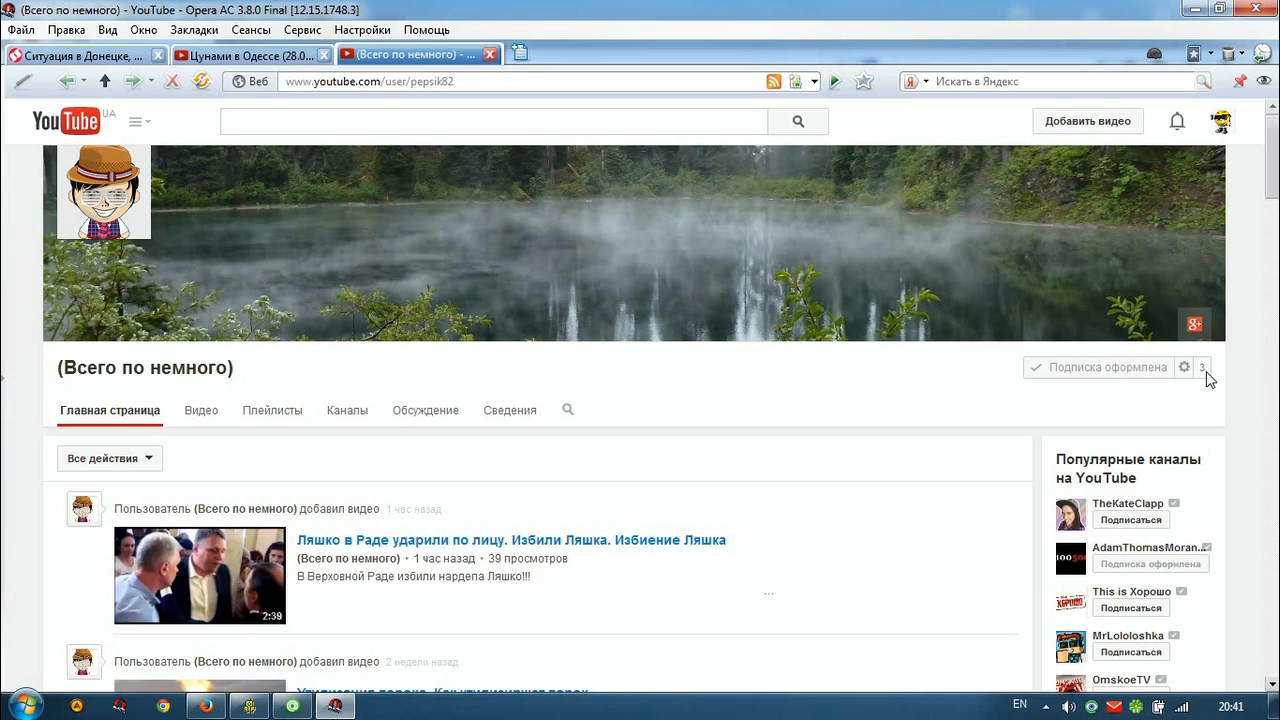 (Всего по немного) - YouTube - Opera AC 3.8.0 Final [12.15.1748.3]
Файл Правка Вид Окно Закладки Сеансы Сервис Настройки Помощь
Ситуация в Донецке, ... Цунами в Одессе (28.0... (Всего по немного) - ...
Веб www.youtube.com/user/pepsik82 Искать в Яндекс
YouTube UA Добавить видео
g+
(Всего по немного) Подписка оформлена 3
Главная страница Видео Плейлисты Каналы Обсуждение Сведения
Все действия
Пользователь (Всего по немного) добавил видео 1 час назад
Ляшко в Раде ударили по лицу. Избили Ляшка. Избиение Ляшка
(Всего по немного) • 1 час назад • 39 просмотров
В Верховной Раде избили нардепа Ляшко!!!
...
2:39
Пользователь (Всего по немного) добавил видео 2 недели назад
Популярные каналы
на YouTube
TheKateClapp
Подписаться
AdamThomasMoran...
Подписка оформлена
This is Хорошо
Подписаться
MrLololoshka
Подписаться
OmskoeTV
EN 20:41